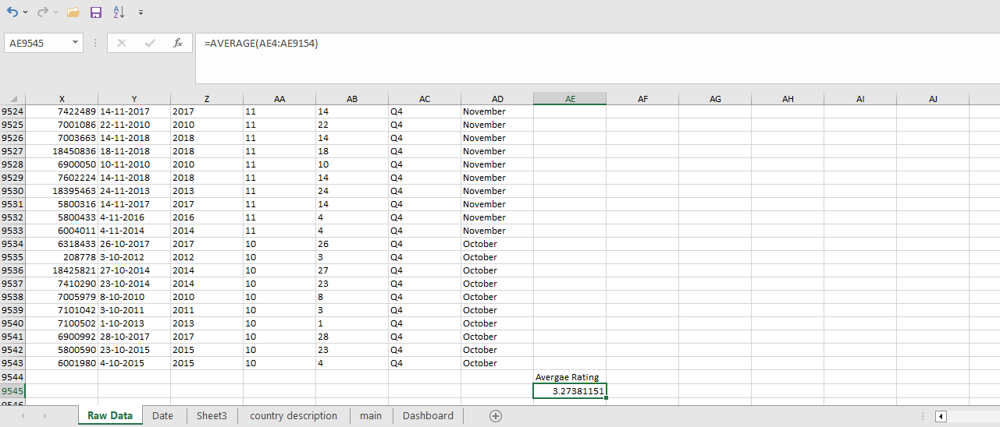 A Z
AE9545 fx =AVERAGE(AE4:AE9154)
X Y Z AA AB AC AD AE AF AG AH AI AJ
9524 7422489 14-11-2017 2017 11 14 Q4 November
9525 7001086 22-11-2010 2010 11 22 Q4 November
9526 7003663 14-11-2018 2018 11 14 Q4 November
9527 18450836 18-11-2018 2018 11 18 Q4 November
9528 6900050 10-11-2010 2010 11 10 Q4 November
9529 7602224 14-11-2018 2018 11 14 Q4 November
9530 18395463 24-11-2013 2013 11 24 Q4 November
9531 5800316 14-11-2017 2017 11 14 Q4 November
9532 5800433 4-11-2016 2016 11 4 Q4 November
9533 6004011 4-11-2014 2014 11 4 Q4 November
9534 6318433 26-10-2017 2017 10 26 Q4 October
9535 208778 3-10-2012 2012 10 3 Q4 October
9536 18425821 27-10-2014 2014 10 27 Q4 October
9537 7410290 23-10-2014 2014 10 23 Q4 October
9538 7005979 8-10-2010 2010 10 8 Q4 October
9539 7101042 3-10-2011 2011 10 3 Q4 October
9540 7100502 1-10-2013 2013 10 1 Q4 October
9541 6900992 28-10-2017 2017 10 28 Q4 October
9542 5800590 23-10-2015 2015 10 23 Q4 October
9543 6001980 4-10-2015 2015 10 4 Q4 October
9544 Avergae Rating
9545 3.27381151
9546
Raw Data Date Sheet3 country description main Dashboard